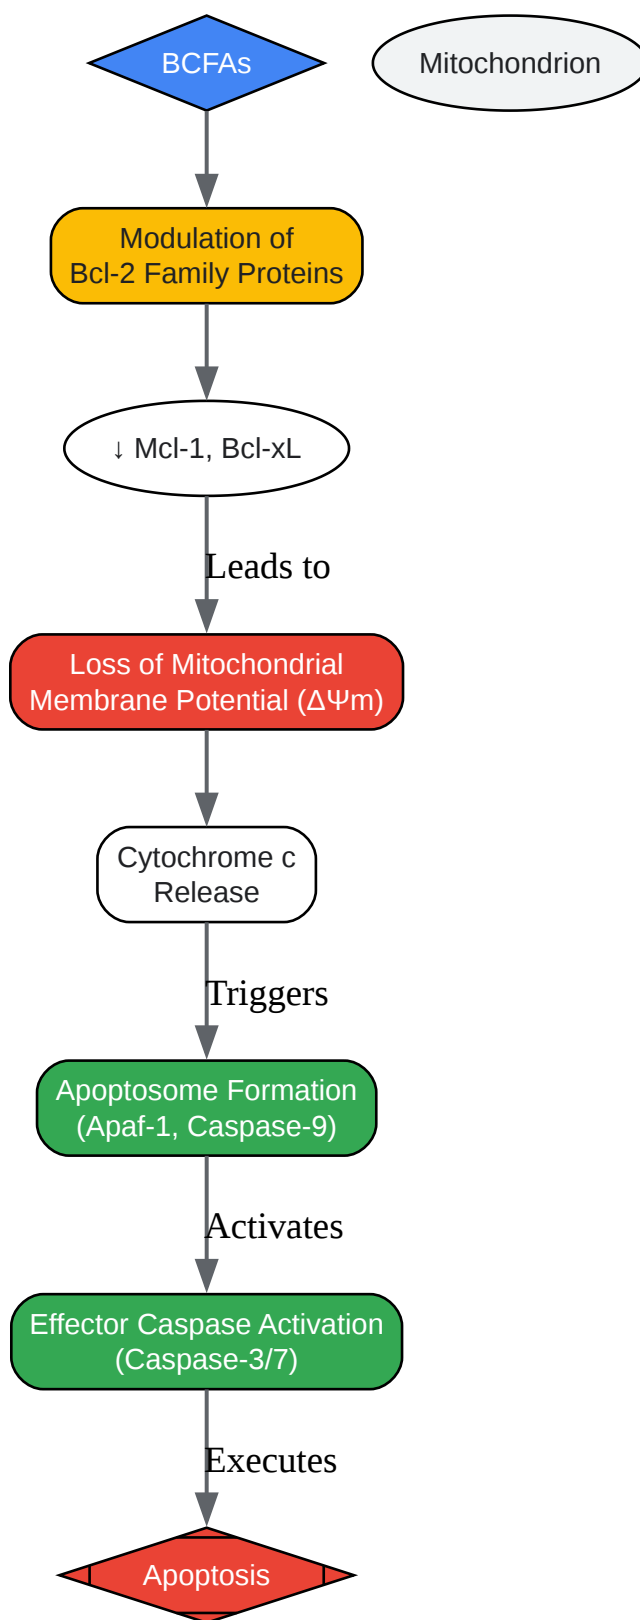 BCFAs
Mitochondrion
Modulation of
Bcl-2 Family Proteins
↓ Mcl-1, Bcl-xL
Leads to
Loss of Mitochondrial
Membrane Potential (ΔΨm)
Cytochrome c
Release
Triggers
Apoptosome Formation
(Apaf-1, Caspase-9)
Activates
Effector Caspase Activation
(Caspase-3/7)
Executes
Apoptosis